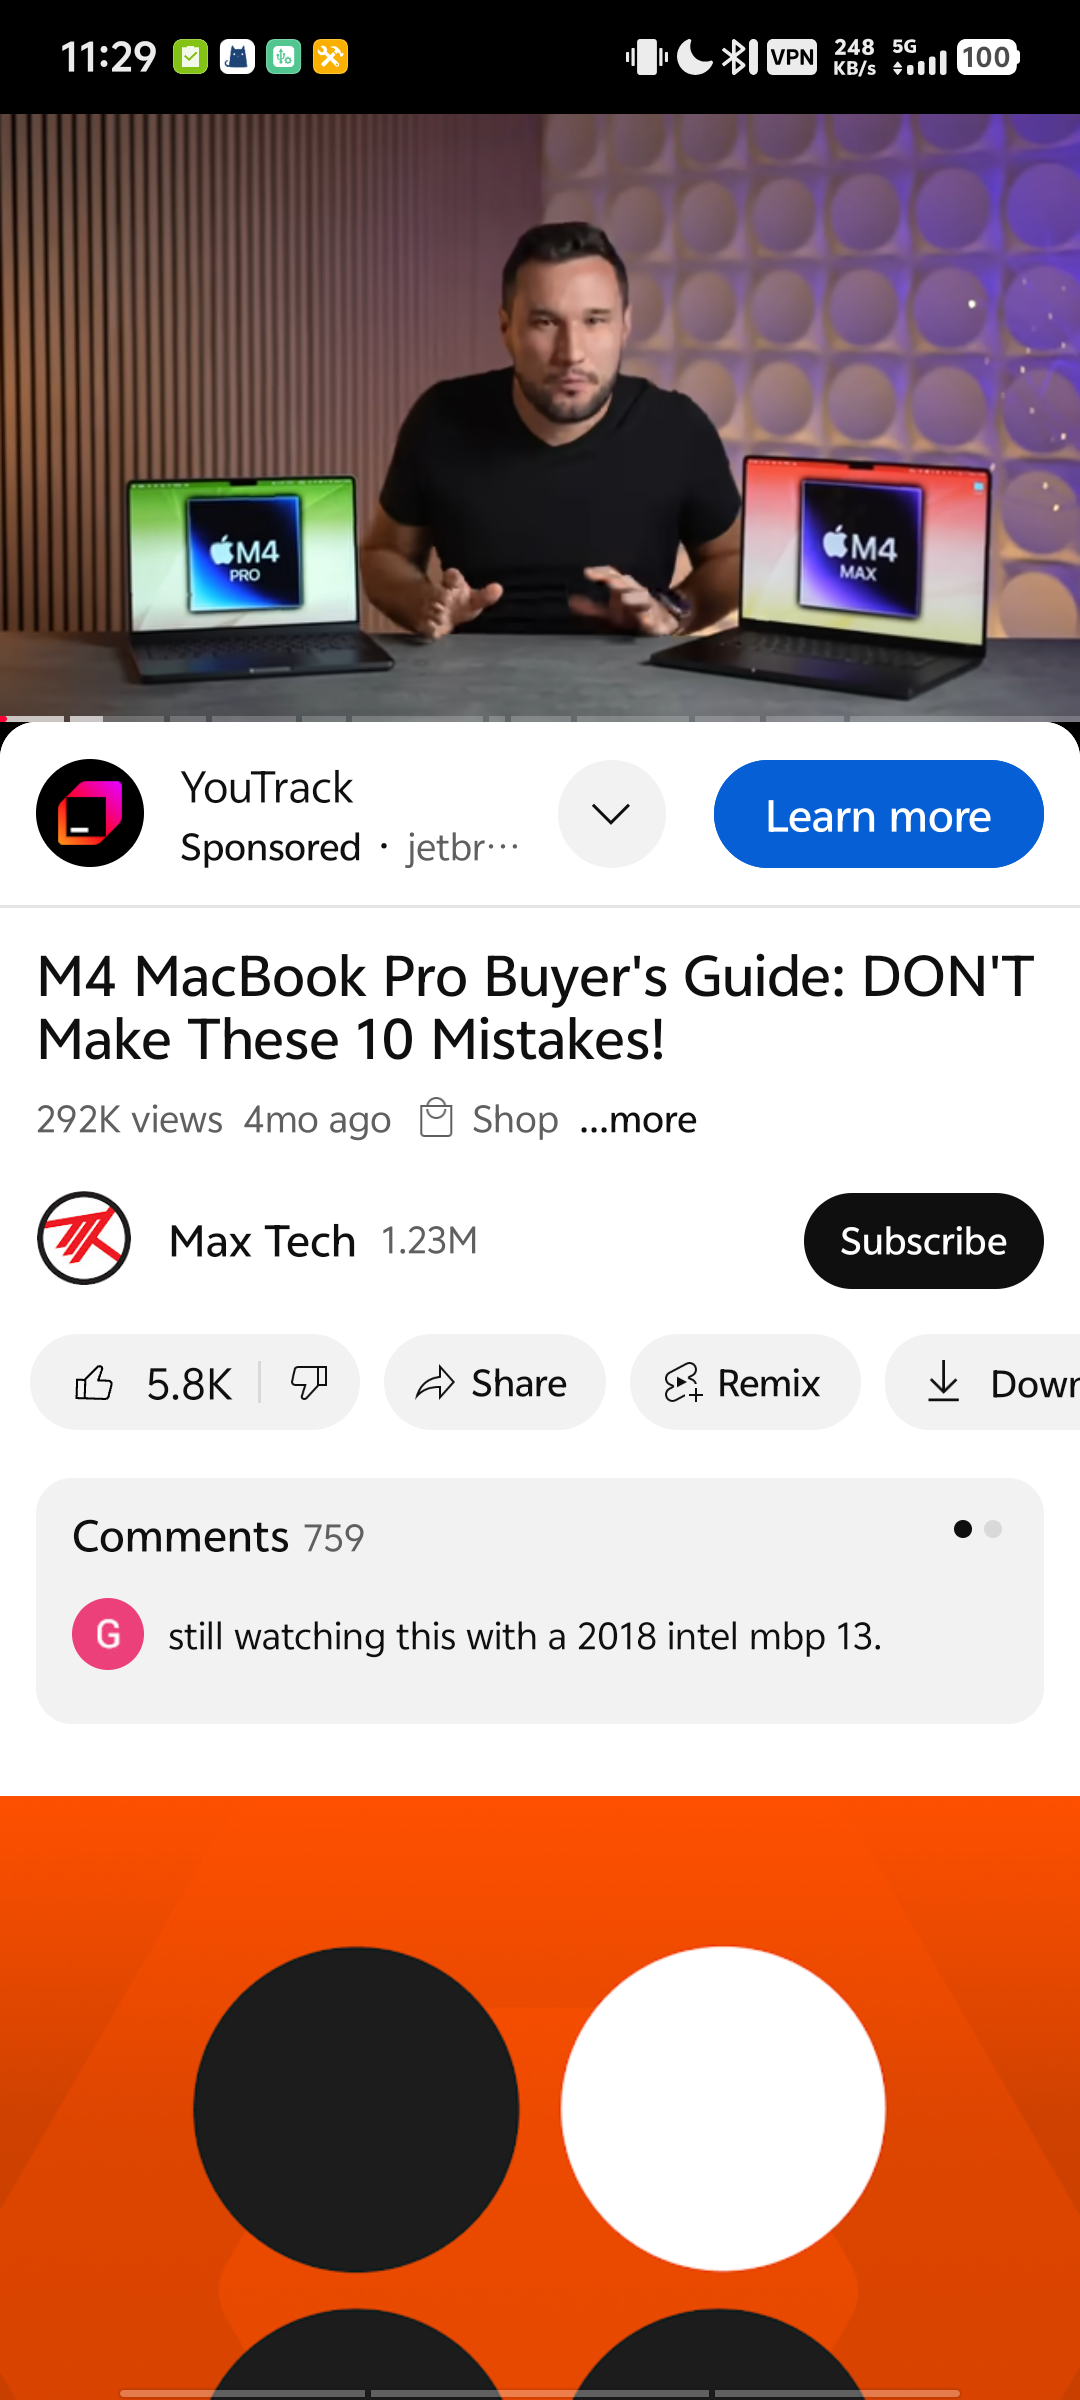 11:29
VPN
248
KB/s
5G
100
M4
PRO
M4
MAX
YouTrack
Sponsored · jetbr···
Learn more
M4 MacBook Pro Buyer's Guide: DON'T
Make These 10 Mistakes!
292K views 4mo ago Shop ...more
Max Tech 1.23M
Subscribe
5.8K
Share
Remix
Down
Comments 759
G
still watching this with a 2018 intel mbp 13.